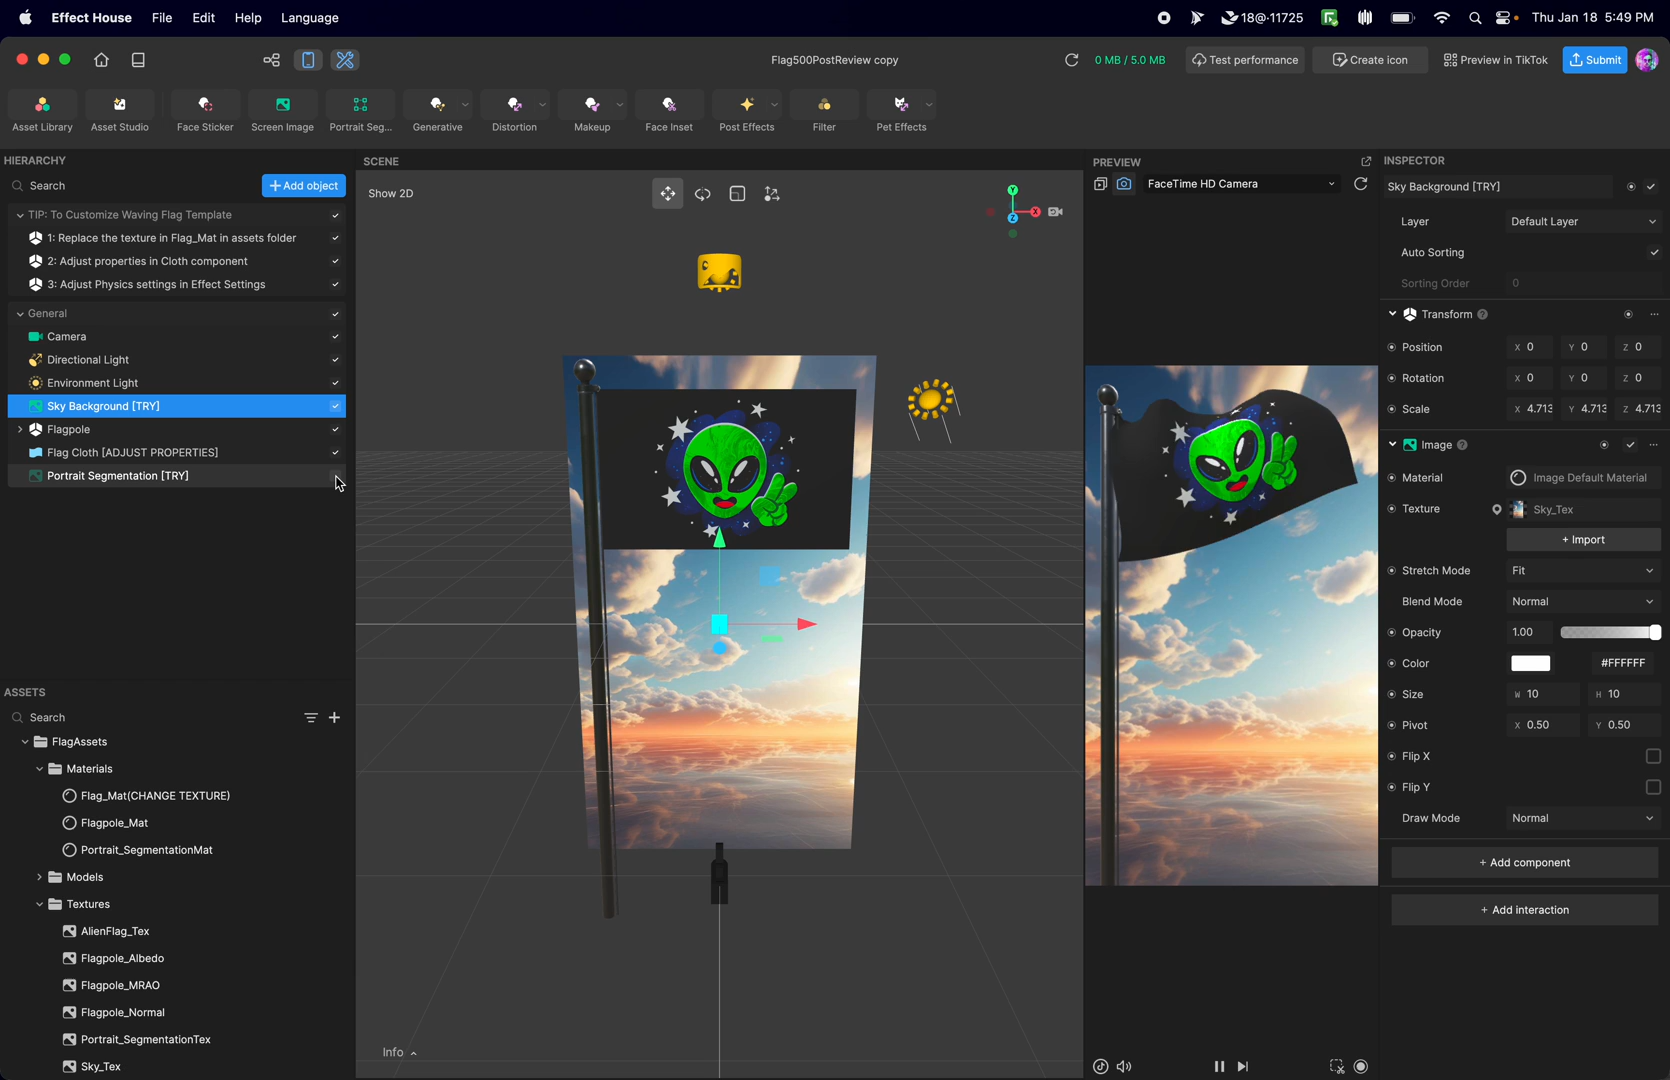 Effect House File Edit Help Language 18@·11725 Thu Jan 18 5:49 PM
Flag500PostReview copy 0 MB / 5.0 MB Test performance Create icon Preview in TikTok Submit
Asset Library Asset Studio Face Sticker Screen Image Portrait Seg... Generative Distortion Makeup Face Inset Post Effects Filter Pet Effects
HIERARCHY
Search + Add object
TIP: To Customize Waving Flag Template
1: Replace the texture in Flag_Mat in assets folder
2: Adjust properties in Cloth component
3: Adjust Physics settings in Effect Settings
General
Camera
Directional Light
Environment Light
Sky Background [TRY]
Flagpole
Flag Cloth [ADJUST PROPERTIES]
Portrait Segmentation [TRY]
ASSETS
Search
FlagAssets
Materials
Flag_Mat(CHANGE TEXTURE)
Flagpole_Mat
Portrait_SegmentationMat
Models
Textures
AlienFlag_Tex
Flagpole_Albedo
Flagpole_MRAO
Flagpole_Normal
Portrait_SegmentationTex
Sky_Tex
SCENE
Show 2D
Y
X
Z
Info
PREVIEW
FaceTime HD Camera
INSPECTOR
Sky Background [TRY]
Layer Default Layer
Auto Sorting
Sorting Order 0
Transform ?
Position X 0 Y 0 Z 0
Rotation X 0 Y 0 Z 0
Scale X 4.713 Y 4.713 Z 4.713
Image ?
Material Image Default Material
Texture Sky_Tex
+ Import
Stretch Mode Fit
Blend Mode Normal
Opacity 1.00
Color #FFFFFF
Size W 10 H 10
Pivot X 0.50 Y 0.50
Flip X
Flip Y
Draw Mode Normal
+ Add component
+ Add interaction